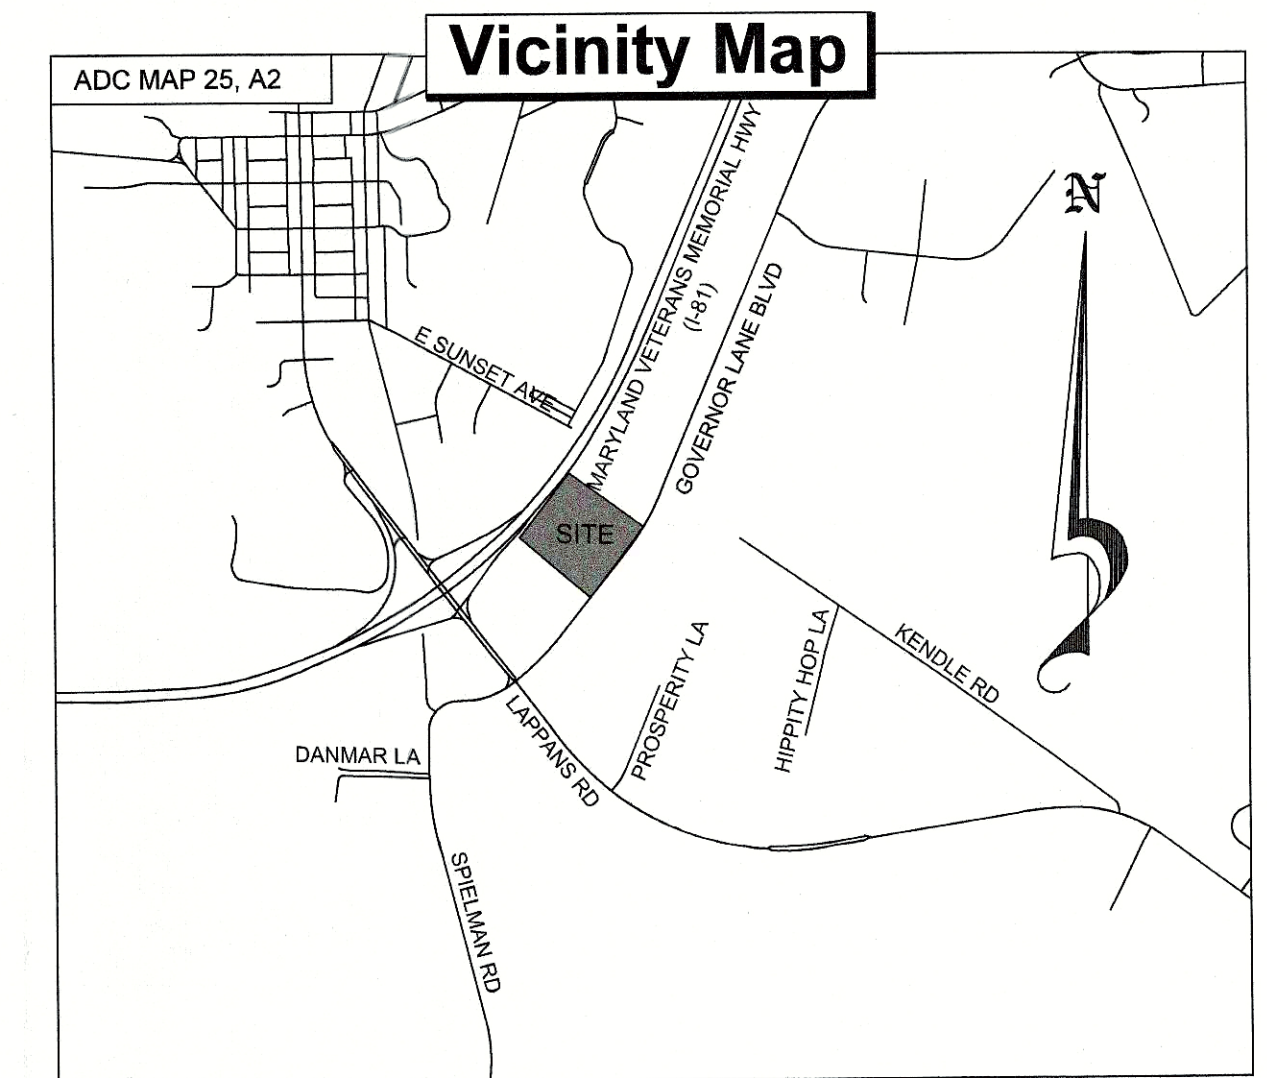 Vicinity Map
ADC MAP 25, A2
N
MARYLAND VETERANS MEMORIAL HWY
(I-81)
GOVERNOR LANE BLVD
E SUNSET AVE
SITE
KENDLE RD
HIPPITY HOP LA
PROSPERITY LA
LAPPANS RD
DANMAR LA
SPIELMAN RD